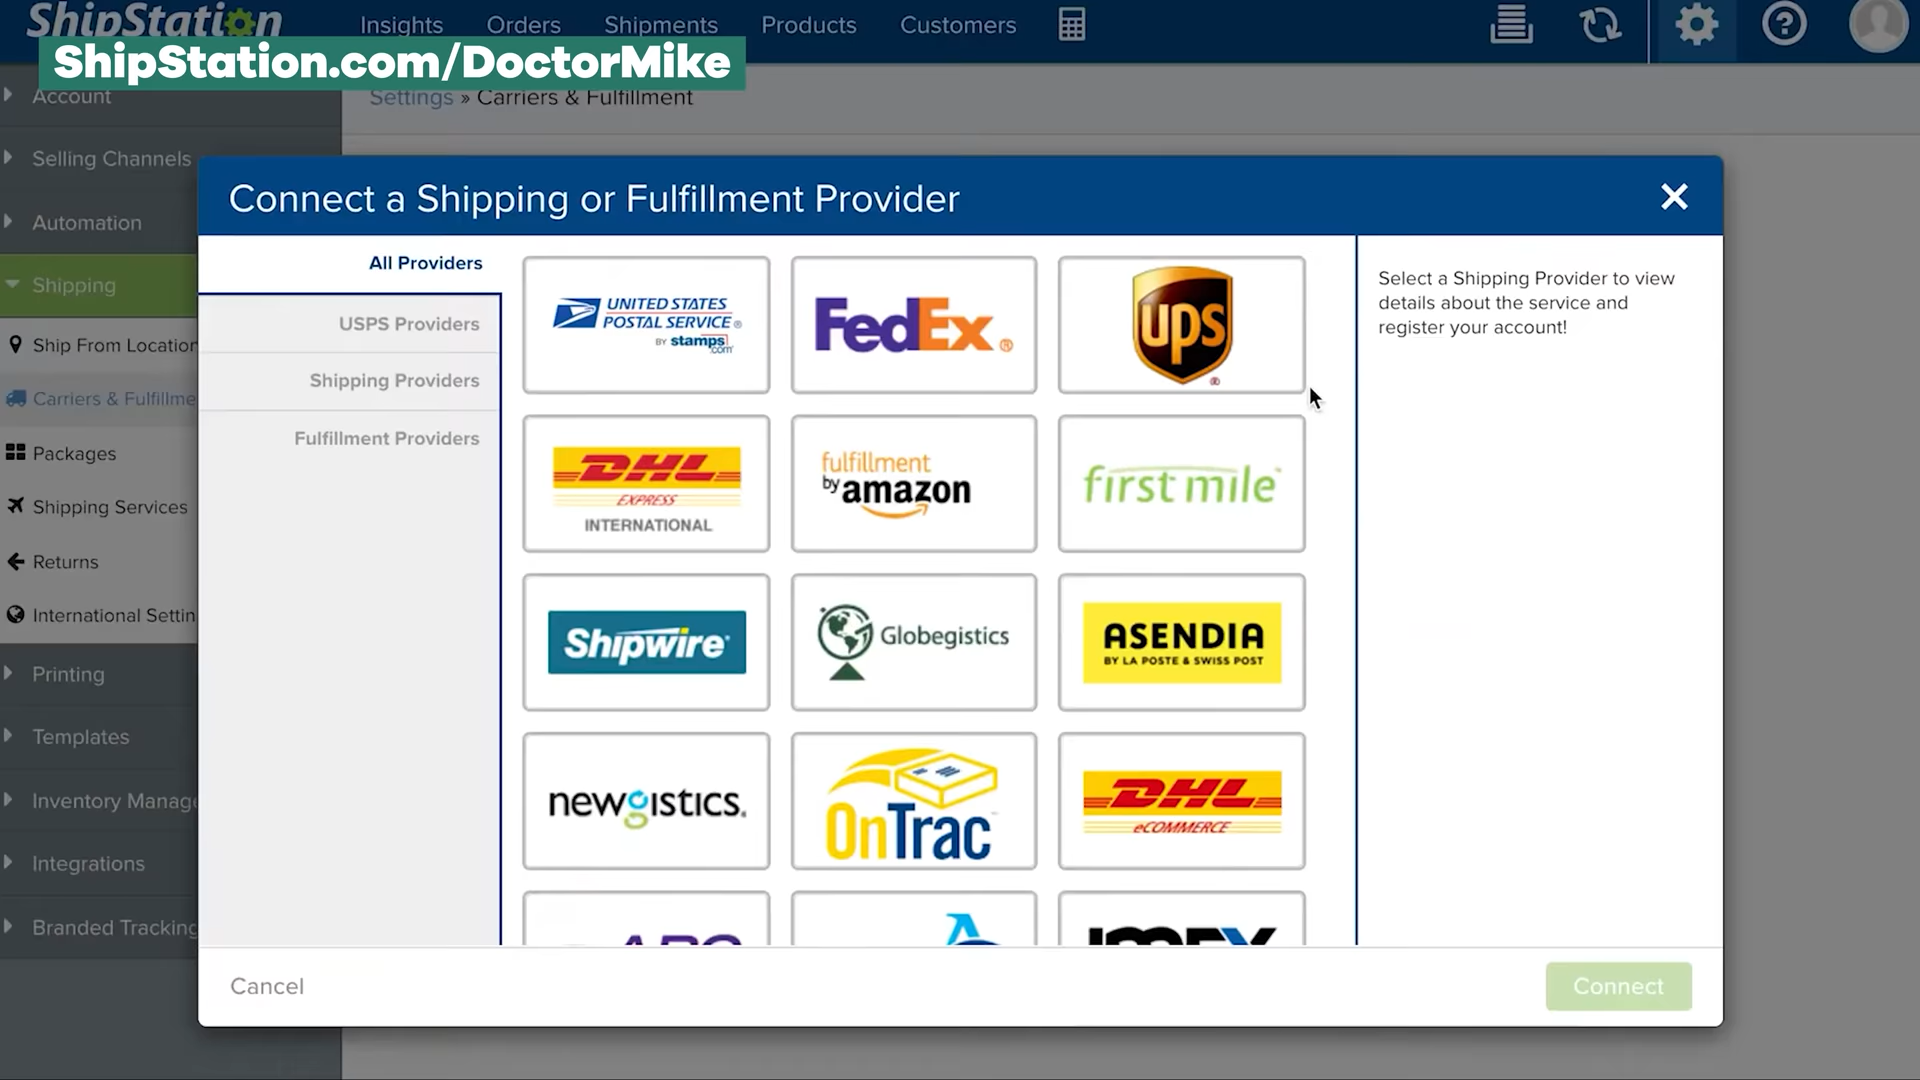 ShipStation
Insights
Orders
Shipments
Products
Customers
ShipStation.com/DoctorMike
Account
Settings » Carriers & Fulfillment
Selling Channels
Automation
Shipping
Ship From Location
Carriers & Fulfillme
Packages
Shipping Services
Returns
International Settin
Printing
Templates
Inventory Manage
Integrations
Branded Tracking
Connect a Shipping or Fulfillment Provider
All Providers
USPS Providers
Shipping Providers
Fulfillment Providers
UNITED STATES
POSTAL SERVICE®
BY stamps
.com
FedEx®
ups®
DHL
EXPRESS
INTERNATIONAL
fulfillment
by amazon
first mile™
Shipwire®
Globegistics
ASENDIA
BY LA POSTE & SWISS POST
newgistics.
OnTrac
DHL
eCOMMERCE
Select a Shipping Provider to view
details about the service and
register your account!
Cancel
Connect